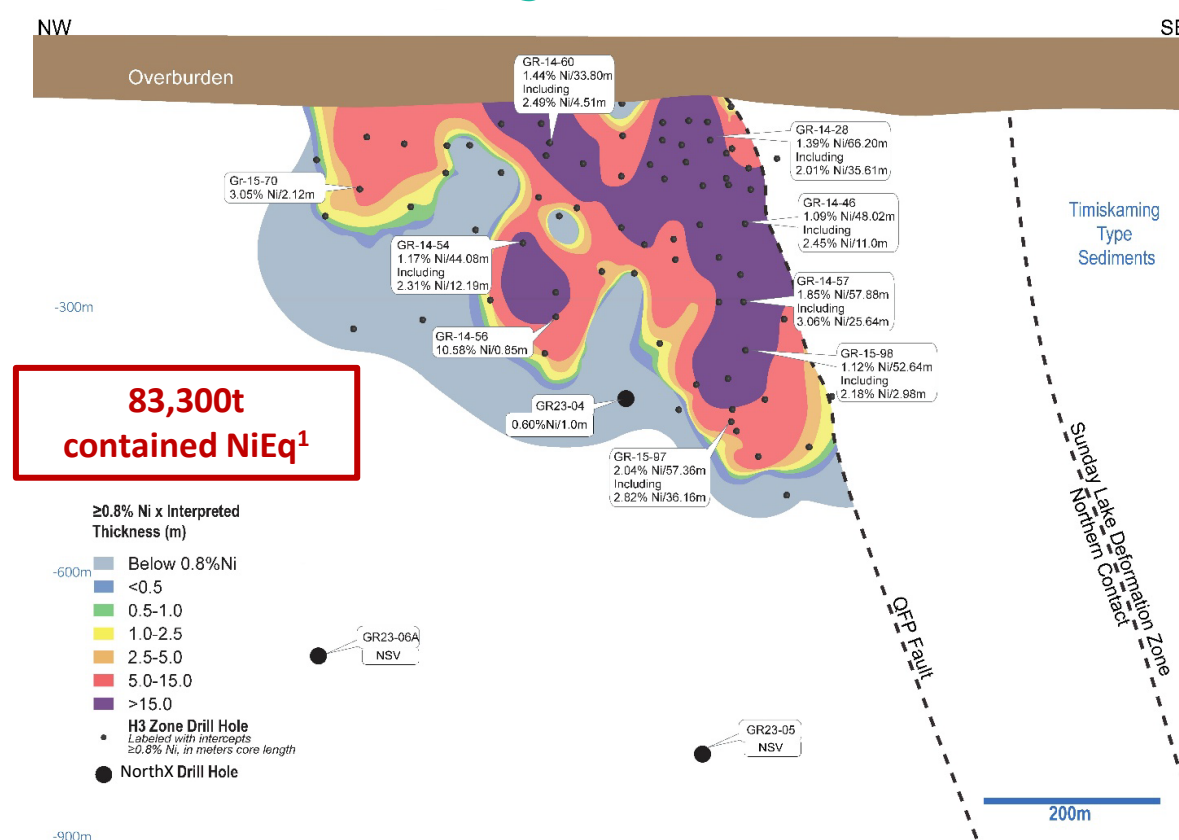 NW
SE
Overburden
GR-14-60
1.44% Ni/33.80m
Including
2.49% Ni/4.51m
GR-14-28
1.39% Ni/66.20m
Including
2.01% Ni/35.61m
Gr-15-70
3.05% Ni/2.12m
GR-14-46
1.09% Ni/48.02m
Including
2.45% Ni/11.0m
Timiskaming
Type
Sediments
GR-14-54
1.17% Ni/44.08m
Including
2.31% Ni/12.19m
GR-14-57
1.85% Ni/57.88m
Including
3.06% Ni/25.64m
-300m
GR-14-56
10.58% Ni/0.85m
GR-15-98
1.12% Ni/52.64m
Including
2.18% Ni/2.98m
83,300t
contained NiEq¹
GR23-04
0.60%Ni/1.0m
GR-15-97
2.04% Ni/57.36m
Including
2.82% Ni/36.16m
Sunday Lake Deformation Zone
Northern Contact
≥0.8% Ni x Interpreted
Thickness (m)
Below 0.8%Ni
<0.5
0.5-1.0
1.0-2.5
2.5-5.0
5.0-15.0
>15.0
H3 Zone Drill Hole
Labeled with intercepts
≥0.8% Ni, in meters core length
NorthX Drill Hole
-600m
QFP Fault
GR23-06A
NSV
GR23-05
NSV
200m
-900m